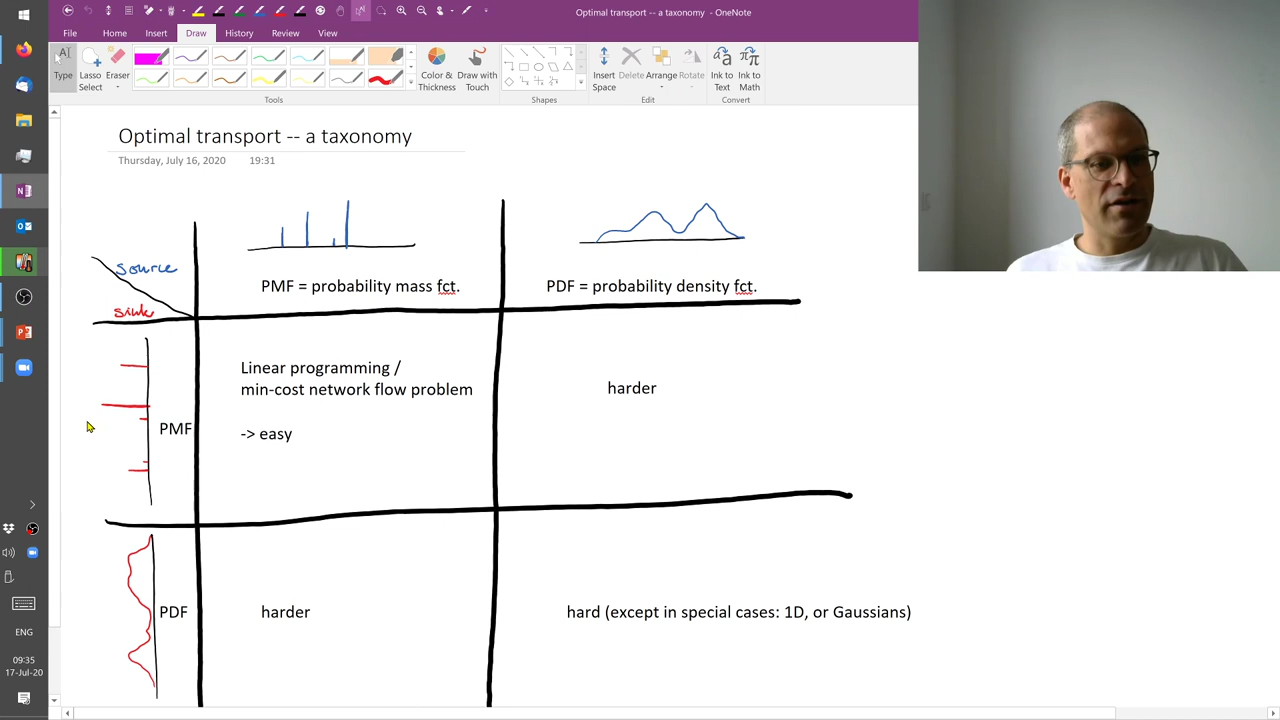 Optimal transport -- a taxonomy - OneNote
File
Home
Insert
Draw
History
Review
View
Type
Lasso Select
Eraser
Color & Thickness
Draw with Touch
Insert Space
Delete
Arrange
Rotate
Ink to Text
Ink to Math
Tools
Shapes
Edit
Convert
Optimal transport -- a taxonomy
Thursday, July 16, 2020 19:31
source
sink
PMF = probability mass fct.
PDF = probability density fct.
PMF
Linear programming /
min-cost network flow problem
-> easy
harder
PDF
harder
hard (except in special cases: 1D, or Gaussians)
ENG
09:35
17-Jul-20